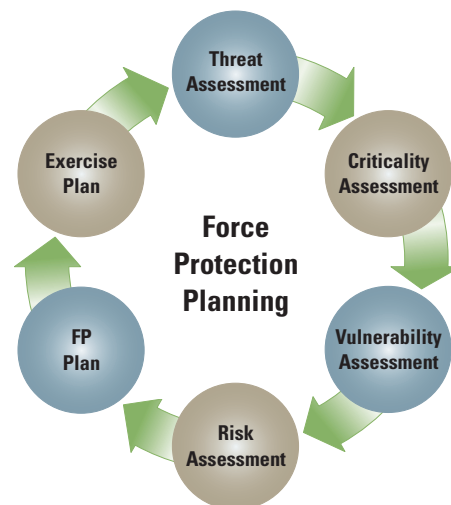 Threat
Assessment
Criticality
Assessment
Vulnerability
Assessment
Risk
Assessment
FP
Plan
Exercise
Plan
Force
Protection
Planning